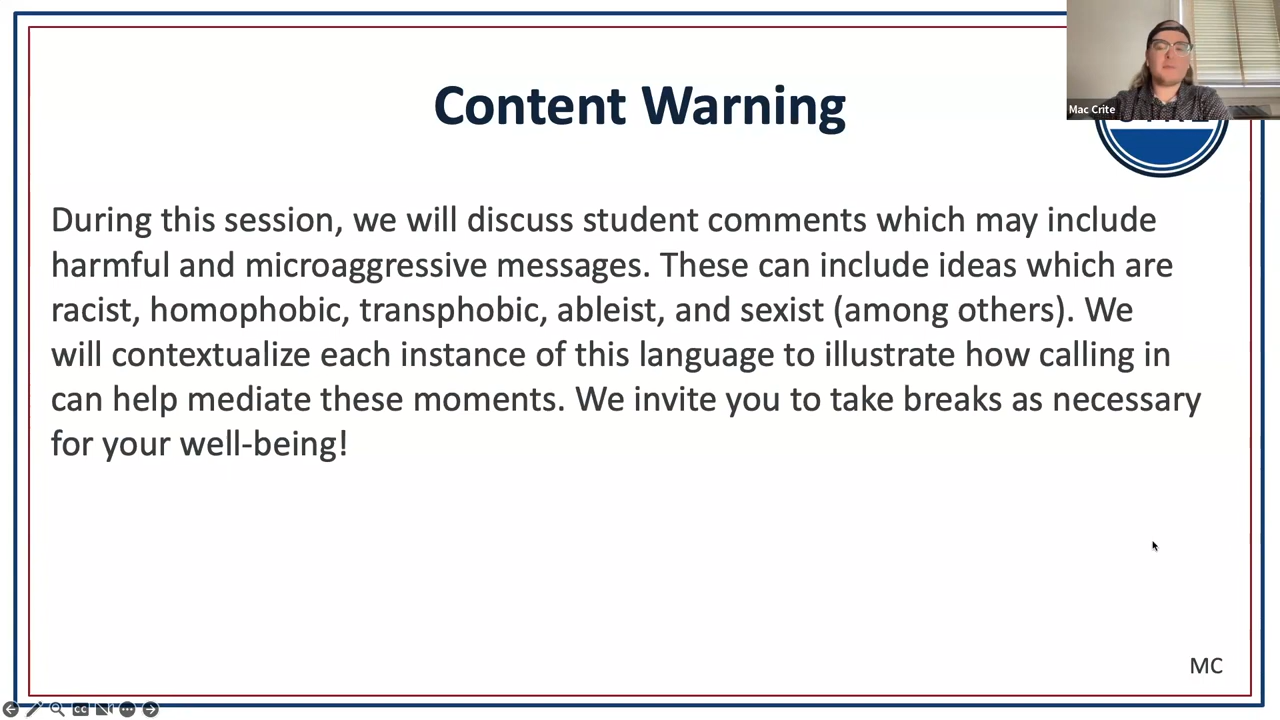 Content Warning
Mac Crite
During this session, we will discuss student comments which may include
harmful and microaggressive messages. These can include ideas which are
racist, homophobic, transphobic, ableist, and sexist (among others). We
will contextualize each instance of this language to illustrate how calling in
can help mediate these moments. We invite you to take breaks as necessary
for your well-being!
MC
CC